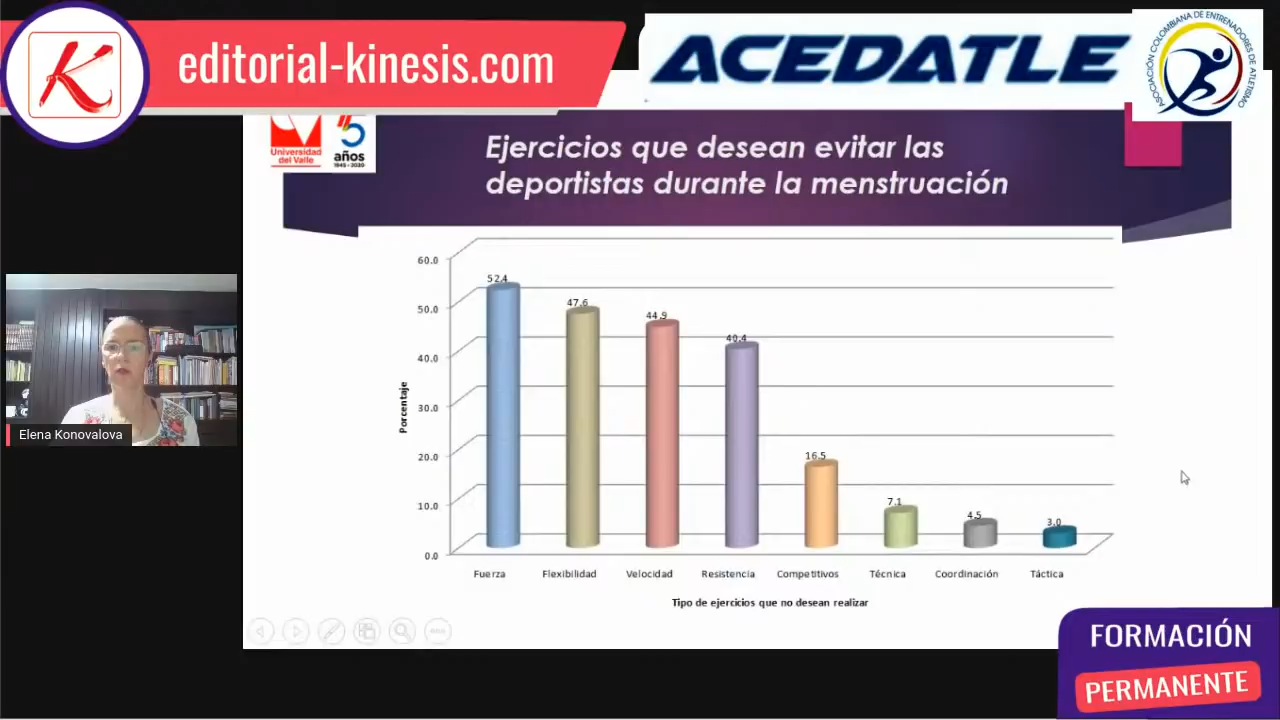 editorial-kinesis.com
ACEDATLE
ASOCIACIÓN COLOMBIANA DE ENTRENADORES DE ATLETISMO
Universidad
del Valle
años
1945 - 2020
Ejercicios que desean evitar las
deportistas durante la menstruación
60.0
50.0
40.0
30.0
20.0
10.0
0.0
Porcentaje
52.4
47.6
44.9
40.4
16.5
7.1
4.5
3.0
Fuerza
Flexibilidad
Velocidad
Resistencia
Competitivos
Técnica
Coordinación
Táctica
Tipo de ejercicios que no desean realizar
Elena Konovalova
FORMACIÓN
PERMANENTE